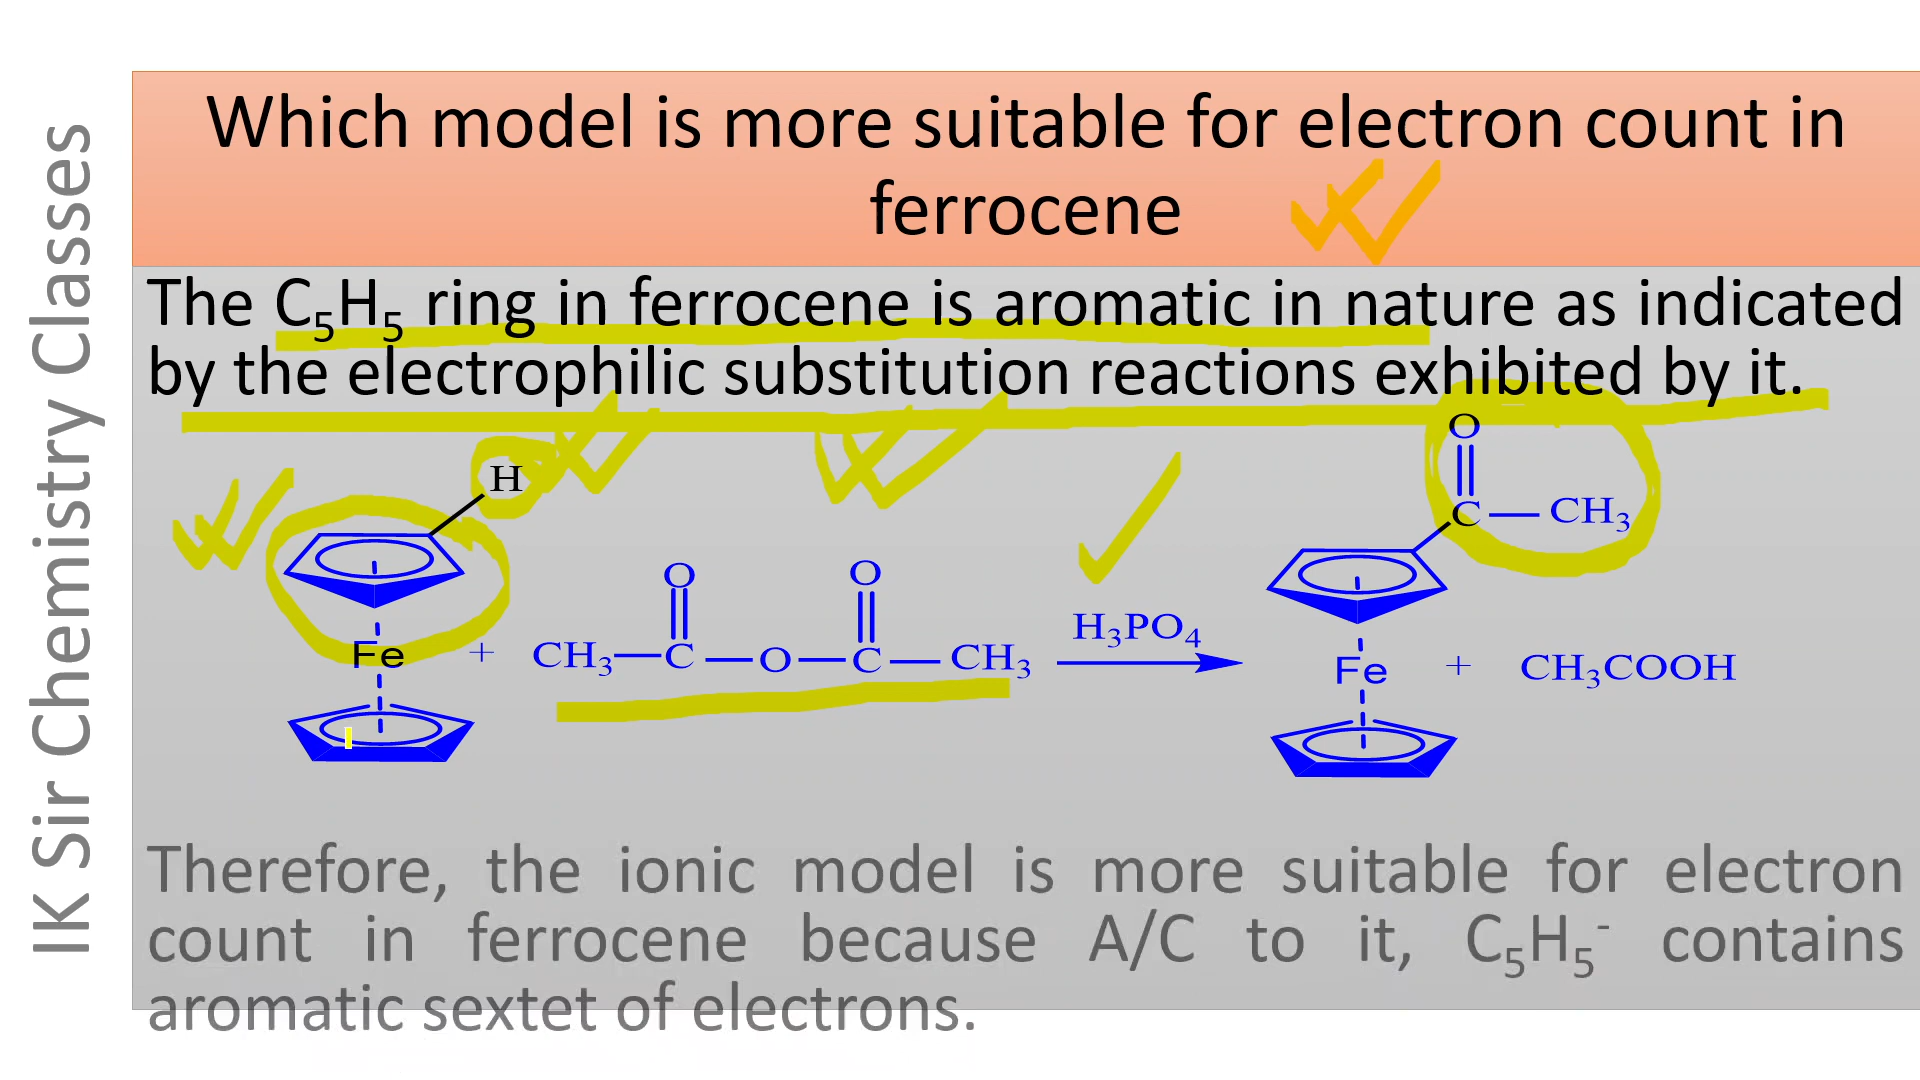 IK Sir Chemistry Classes
Which model is more suitable for electron count in
ferrocene
The C₅H₅ ring in ferrocene is aromatic in nature as indicated
by the electrophilic substitution reactions exhibited by it.
H
Fe
+
CH₃—C—O—C—CH₃
O
O
H₃PO₄
O
C—CH₃
Fe
+
CH₃COOH
Therefore, the ionic model is more suitable for electron
count in ferrocene because A/C to it, C₅H₅⁻ contains
aromatic sextet of electrons.